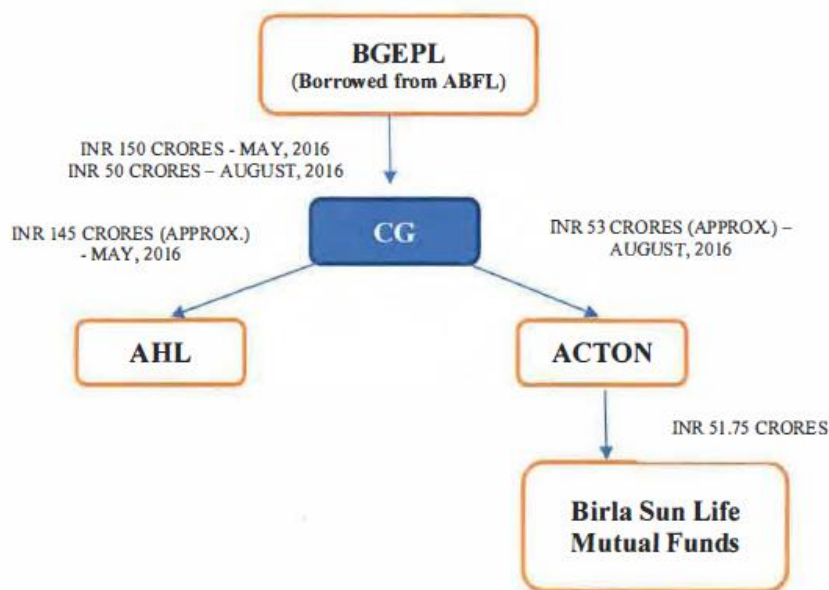 BGEPL
(Borrowed from ABFL)
INR 150 CRORES - MAY, 2016
INR 50 CRORES – AUGUST, 2016
CG
INR 145 CRORES (APPROX.)
- MAY, 2016
INR 53 CRORES (APPROX.) –
AUGUST, 2016
AHL
ACTON
INR 51.75 CRORES
Birla Sun Life
Mutual Funds